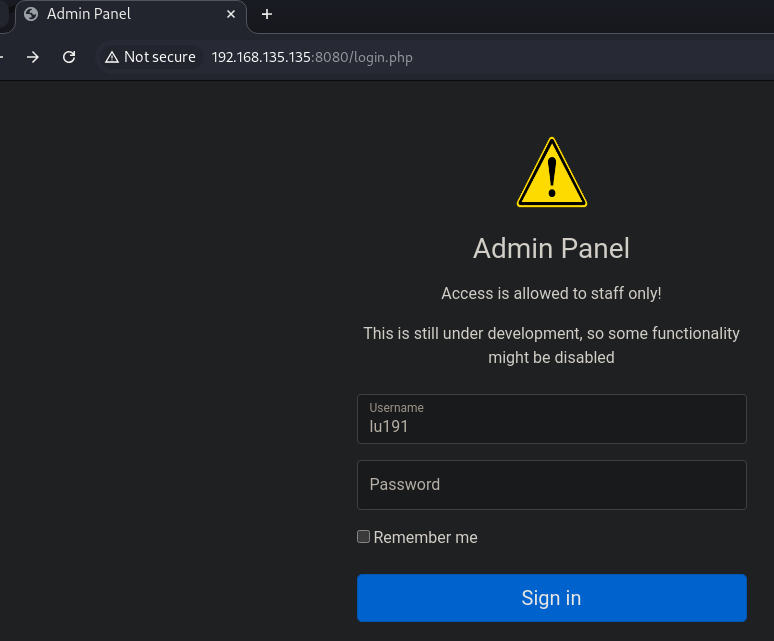 Admin Panel
Not secure 192.168.135.135:8080/login.php
Admin Panel
Access is allowed to staff only!
This is still under development, so some functionality
might be disabled
Username
lu191
Password
Remember me
Sign in